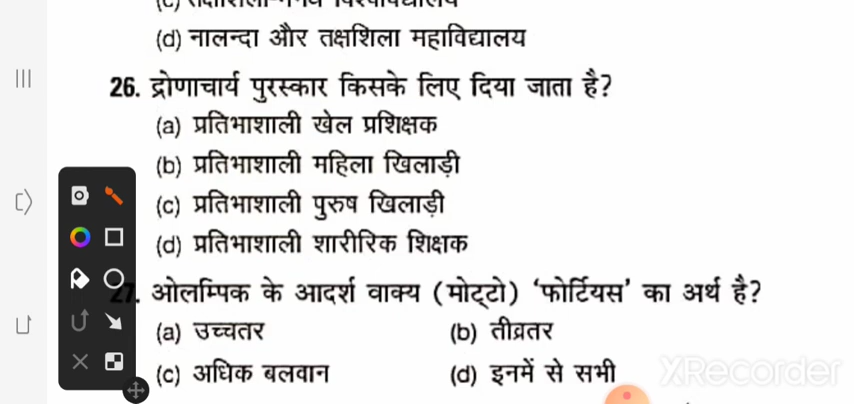 (d) नालन्दा और तक्षशिला महाविद्यालय
26. द्रोणाचार्य पुरस्कार किसके लिए दिया जाता है?
(a) प्रतिभाशाली खेल प्रशिक्षक
(b) प्रतिभाशाली महिला खिलाड़ी
(c) प्रतिभाशाली पुरुष खिलाड़ी
(d) प्रतिभाशाली शारीरिक शिक्षक
27. ओलम्पिक के आदर्श वाक्य (मोट्टो) ‘फोर्टियस’ का अर्थ है?
(a) उच्चतर (b) तीव्रतर
(c) अधिक बलवान (d) इनमें से सभी
XRecorder